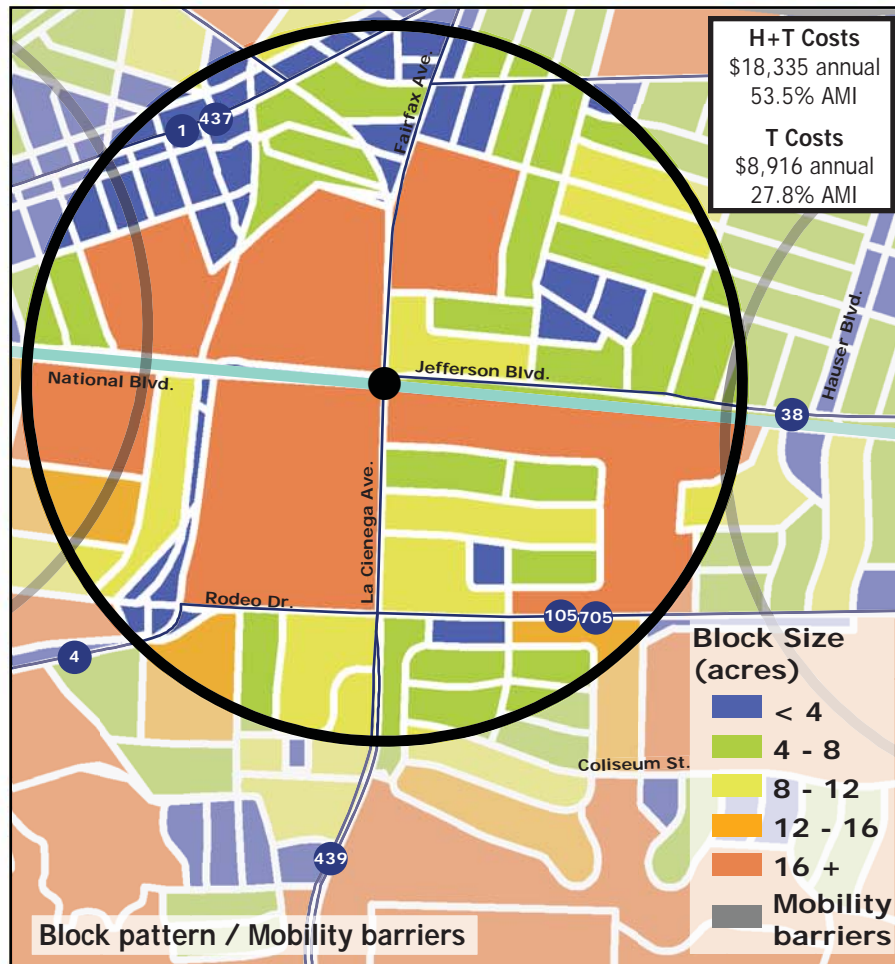 H+T Costs
$18,335 annual
53.5% AMI
T Costs
$8,916 annual
27.8% AMI
Fairfax Ave.
1
437
Hauser Blvd.
National Blvd.
Jefferson Blvd.
38
La Cienega Ave.
Rodeo Dr.
105
705
4
Coliseum St.
439
Block Size
(acres)
< 4
4 - 8
8 - 12
12 - 16
16 +
Mobility
barriers
Block pattern / Mobility barriers